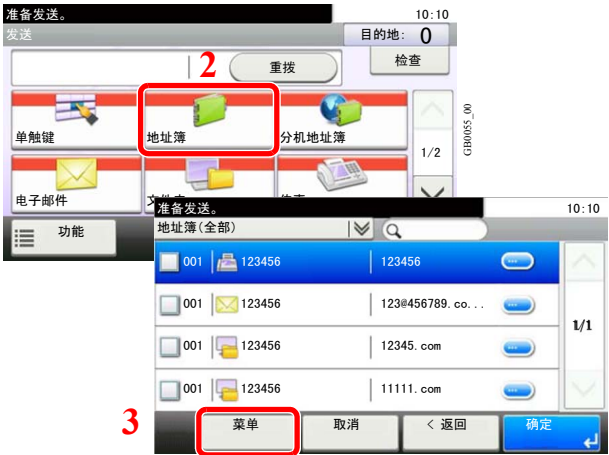 准备发送。 10:10
发送 目的地: 0
2 重拨 检查
单触键 地址簿 分机地址簿
1/2
GB0055_00
电子邮件
功能
准备发送。 10:10
地址簿(全部)
001 123456 123456
001 123456 123@456789.co...
1/1
001 123456 12345.com
001 123456 11111.com
3 菜单 取消 < 返回 确定